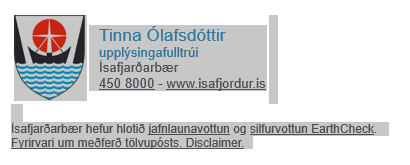 Tinna Ólafsdóttir
upplýsingafulltrúi
Ísafjarðarbær
450 8000 - www.isafjordur.is
Ísafjarðarbær hefur hlotið jafnlaunavottun og silfurvottun EarthCheck.
Fyrirvari um meðferð tölvupósts. Disclaimer.